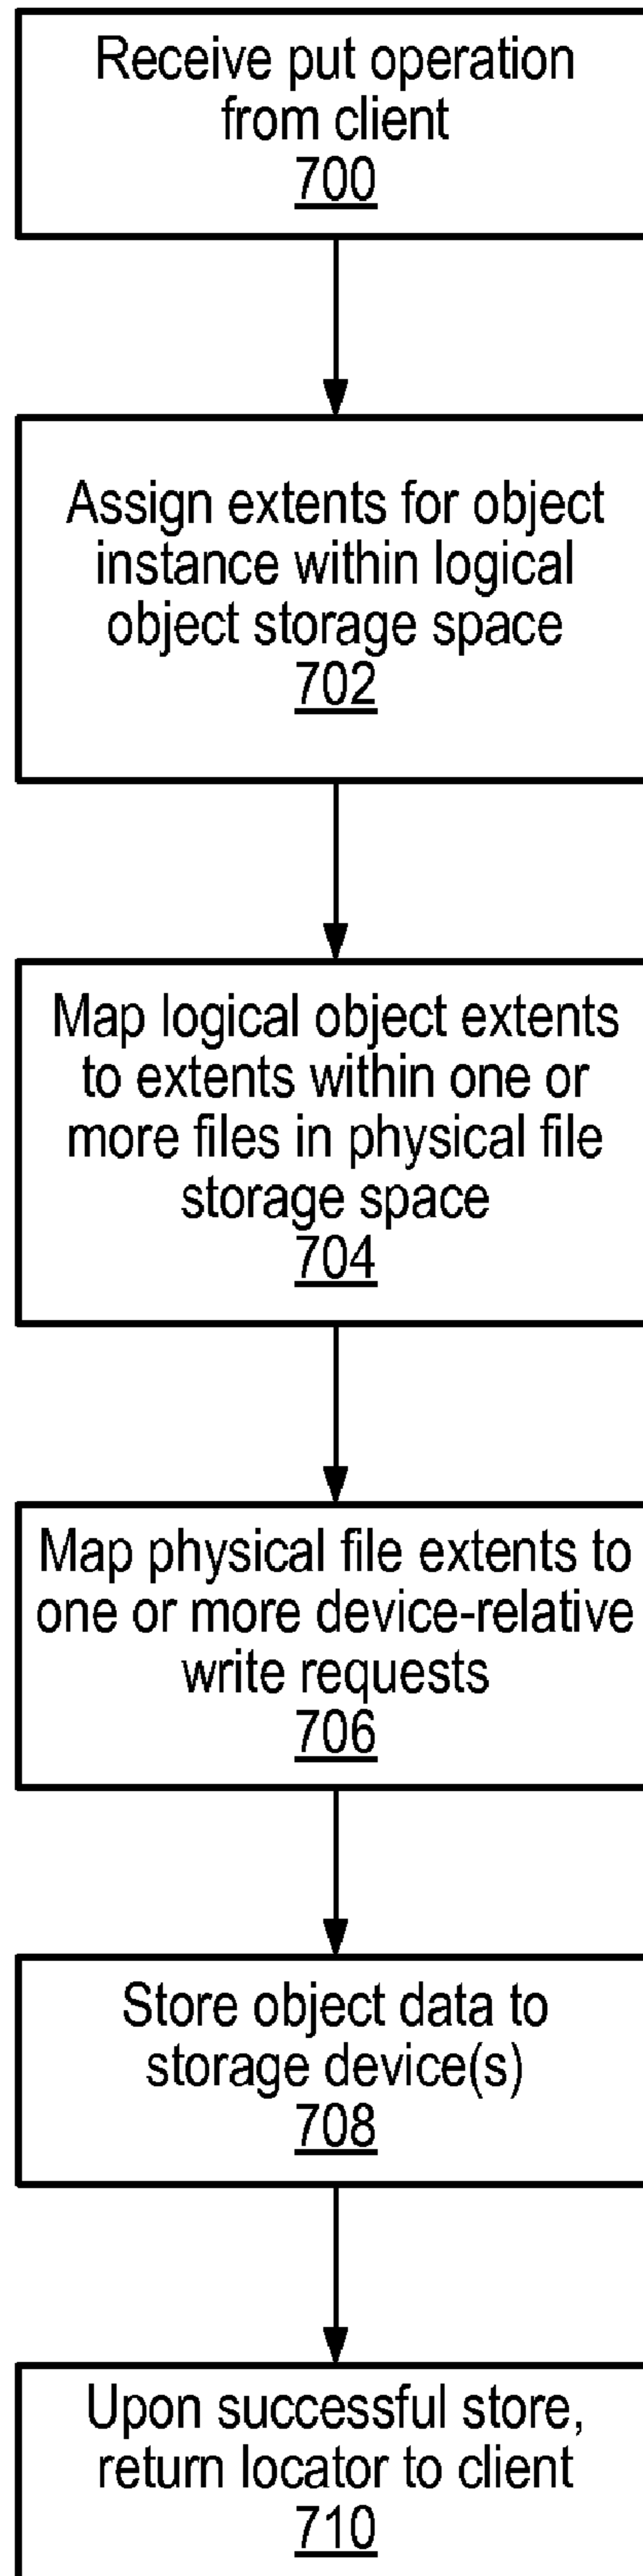 Receive put operation
from client
700
Assign extents for object
instance within logical
object storage space
702
Map logical object extents
to extents within one or
more files in physical file
storage space
704
Map physical file extents to
one or more device-relative
write requests
706
Store object data to
storage device(s)
708
Upon successful store,
return locator to client
710